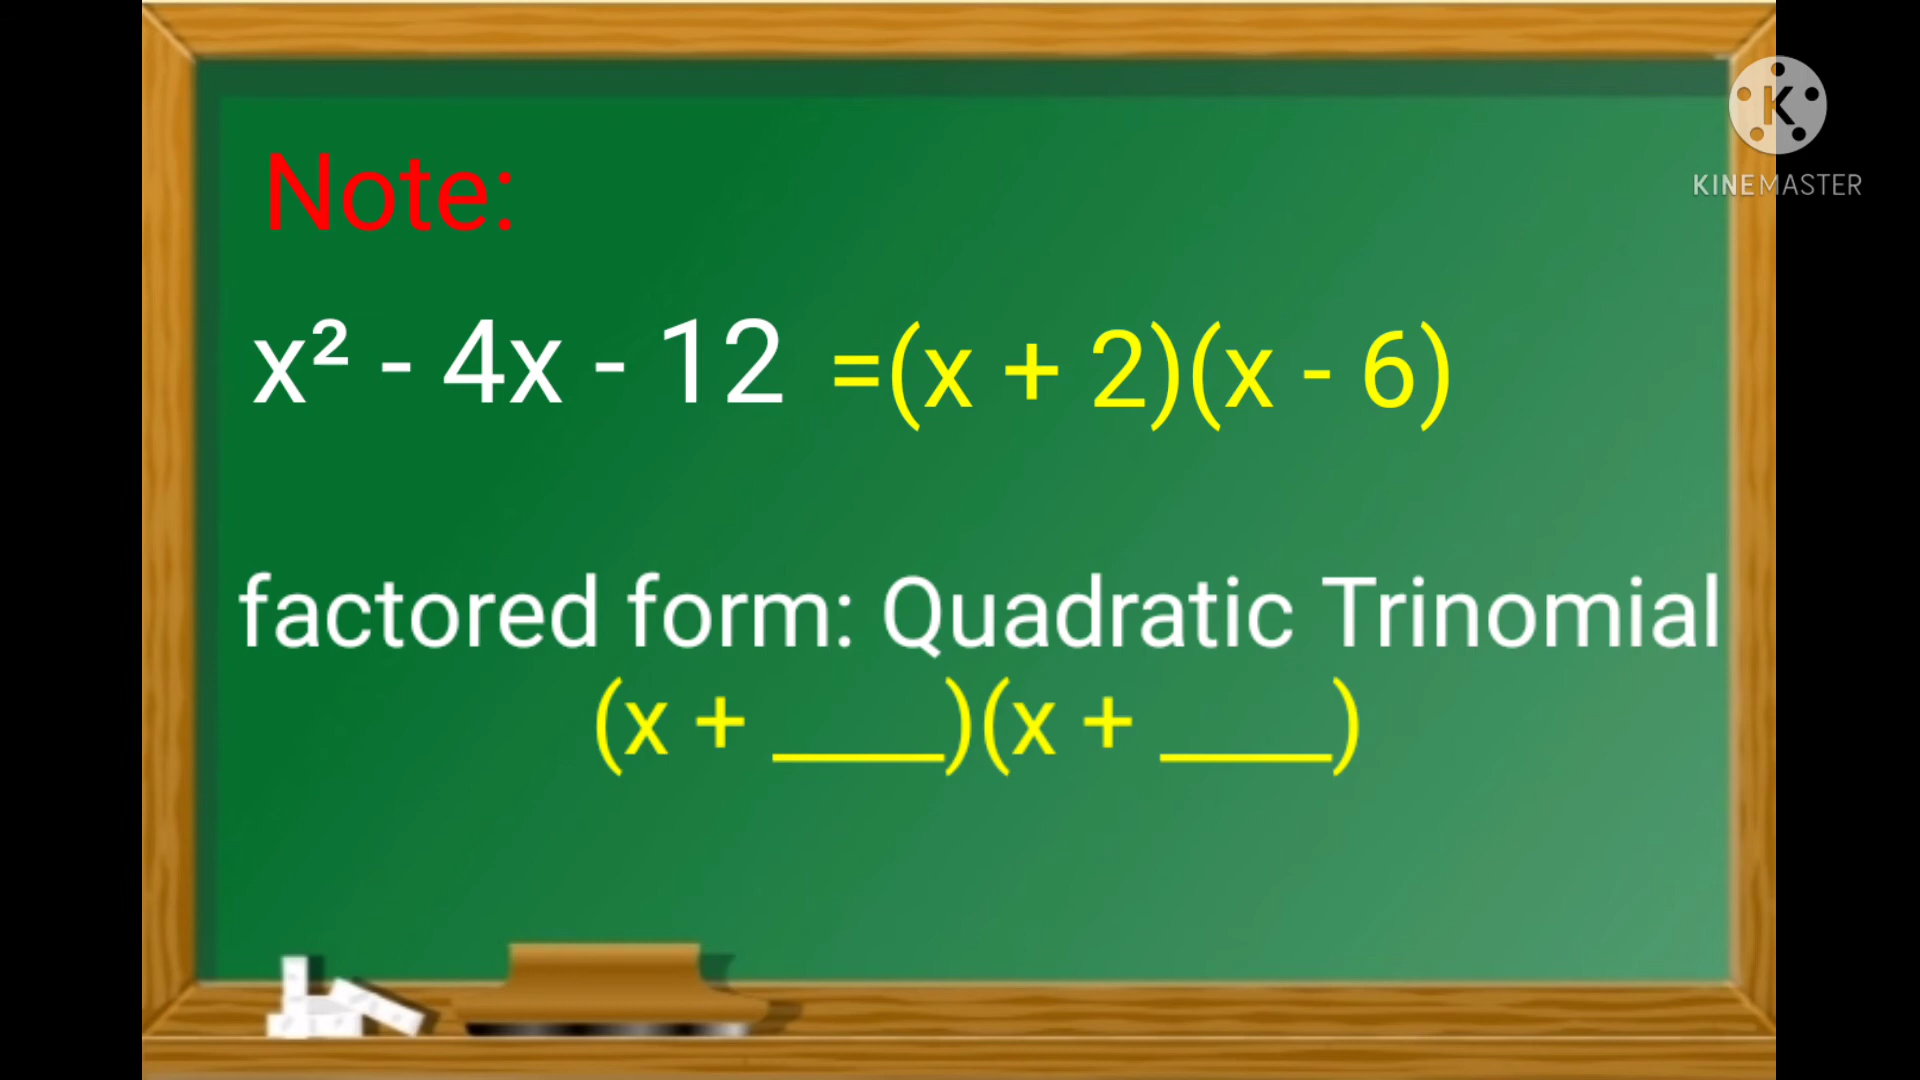 Note:
x² - 4x - 12 =(x + 2)(x - 6)
factored form: Quadratic Trinomial
(x + ____)(x + ____)
K
KINEMASTER